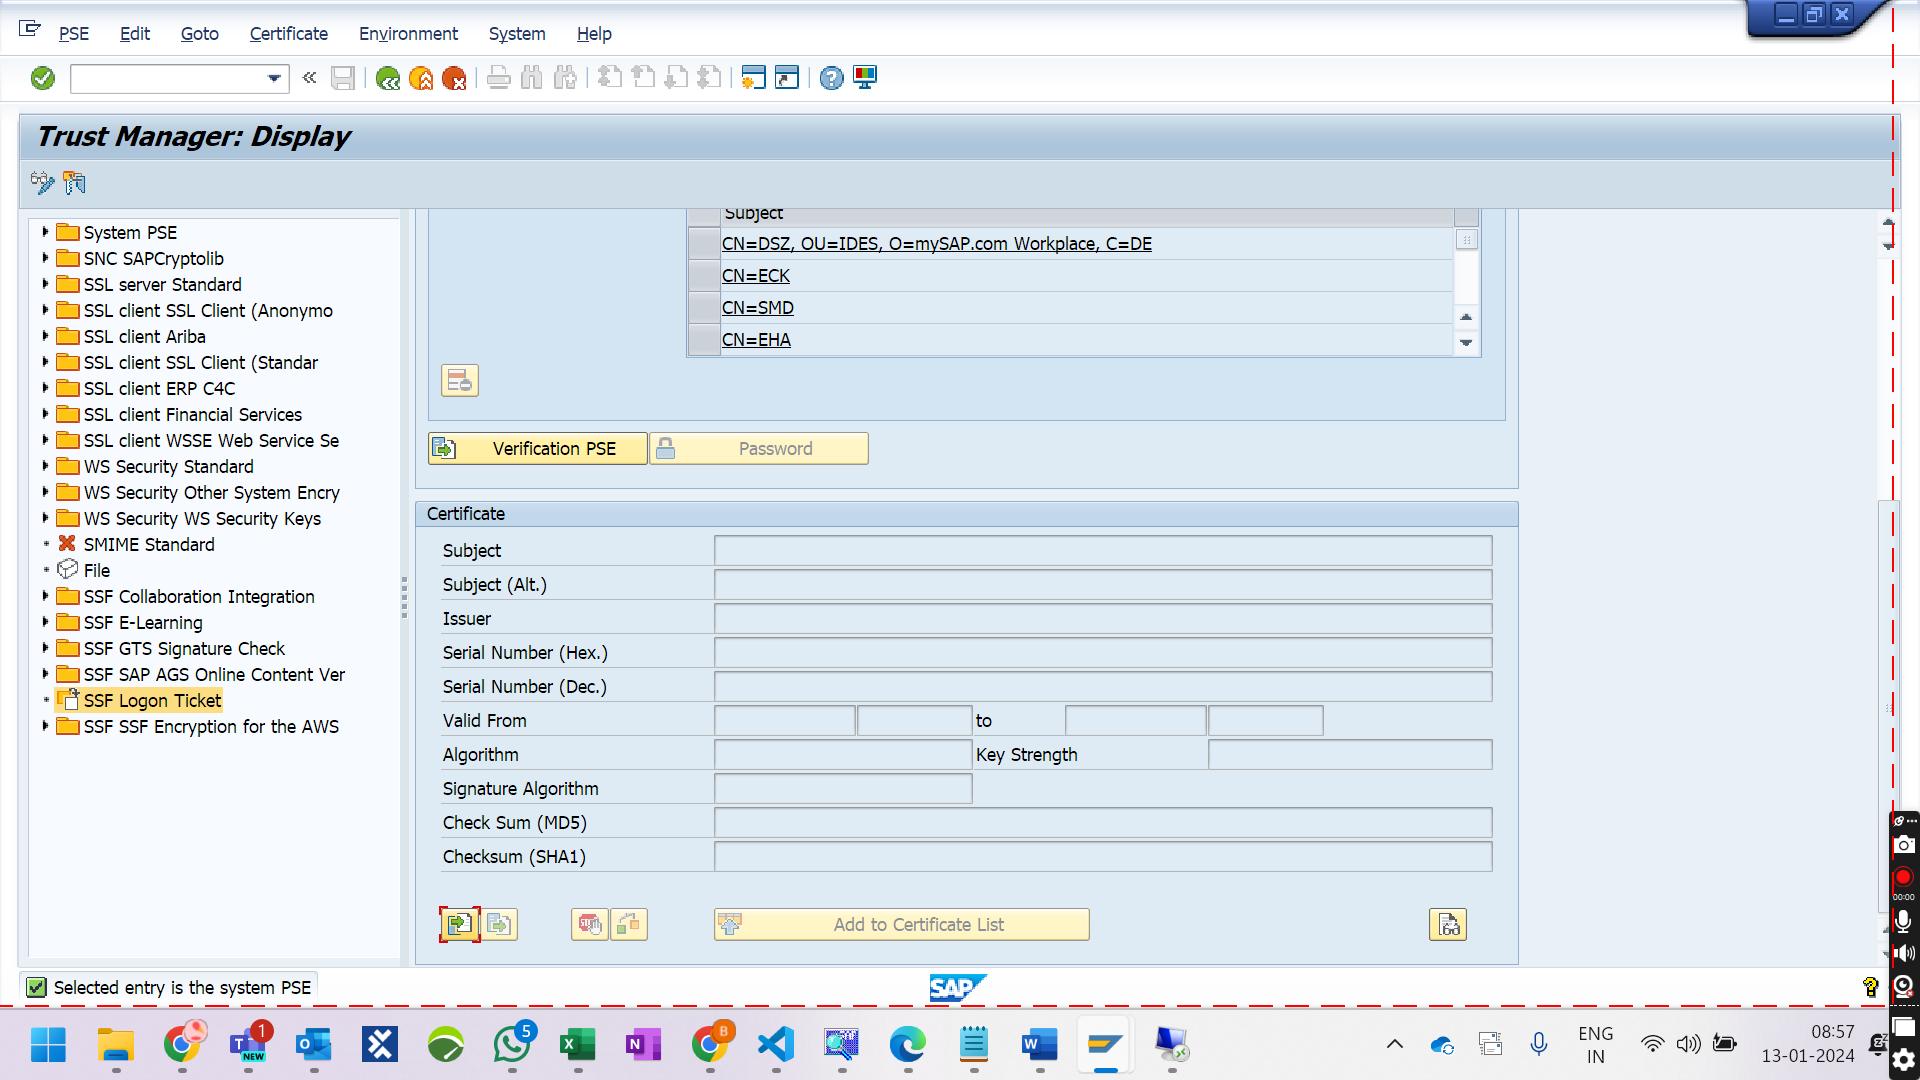 PSE Edit Goto Certificate Environment System Help
Trust Manager: Display
System PSE
SNC SAPCryptolib
SSL server Standard
SSL client SSL Client (Anonymo
SSL client Ariba
SSL client SSL Client (Standar
SSL client ERP C4C
SSL client Financial Services
SSL client WSSE Web Service Se
WS Security Standard
WS Security Other System Encry
WS Security WS Security Keys
SMIME Standard
File
SSF Collaboration Integration
SSF E-Learning
SSF GTS Signature Check
SSF SAP AGS Online Content Ver
SSF Logon Ticket
SSF SSF Encryption for the AWS
Subject
CN=DSZ, OU=IDES, O=mySAP.com Workplace, C=DE
CN=ECK
CN=SMD
CN=EHA
Verification PSE Password
Certificate
Subject
Subject (Alt.)
Issuer
Serial Number (Hex.)
Serial Number (Dec.)
Valid From to
Algorithm Key Strength
Signature Algorithm
Check Sum (MD5)
Checksum (SHA1)
Add to Certificate List
00:00
Selected entry is the system PSE
SAP
1
NEW
5
B
ENG
IN
08:57
13-01-2024